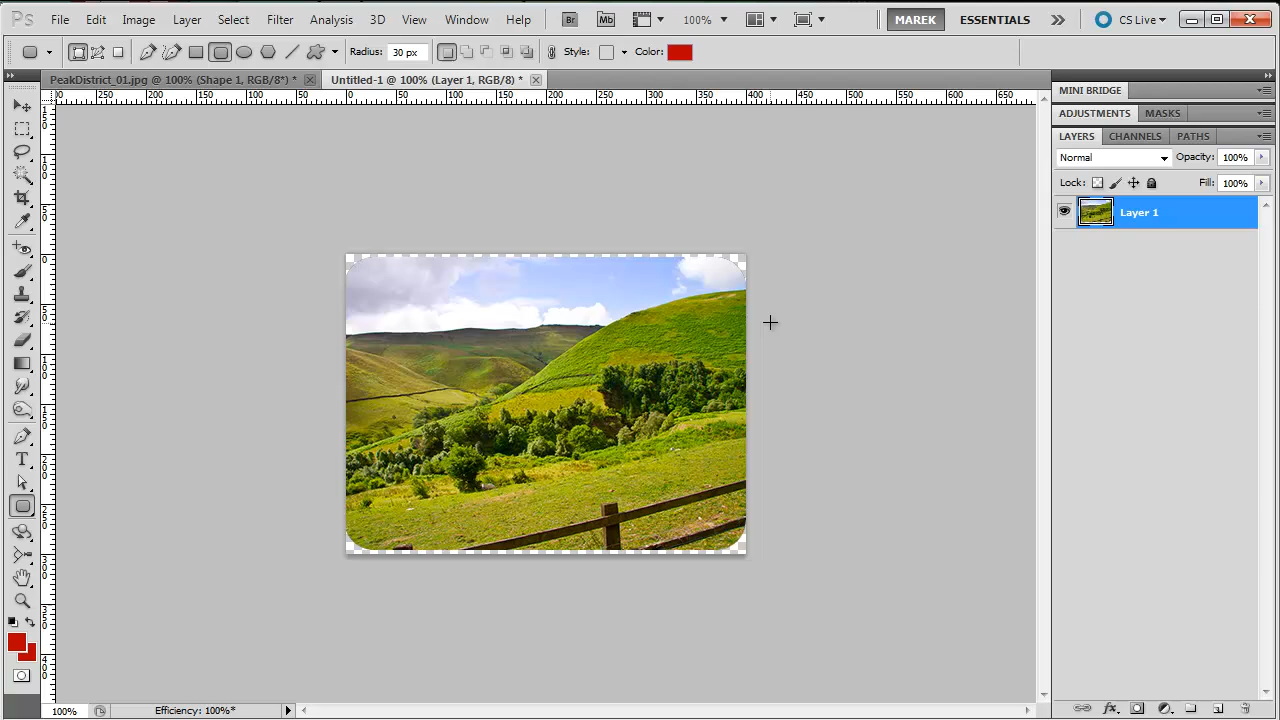 Ps File Edit Image Layer Select Filter Analysis 3D View Window Help Br Mb 100% MAREK ESSENTIALS CS Live
Radius: 30 px Style: Color:
PeakDistrict_01.jpg @ 100% (Shape 1, RGB/8*) * Untitled-1 @ 100% (Layer 1, RGB/8) *
250 200 150 100 50 0 50 100 150 200 250 300 350 400 450 500 550 600 650
MINI BRIDGE
ADJUSTMENTS MASKS
LAYERS CHANNELS PATHS
Normal Opacity: 100%
Lock: Fill: 100%
Layer 1
T
100% Efficiency: 100%*
fx